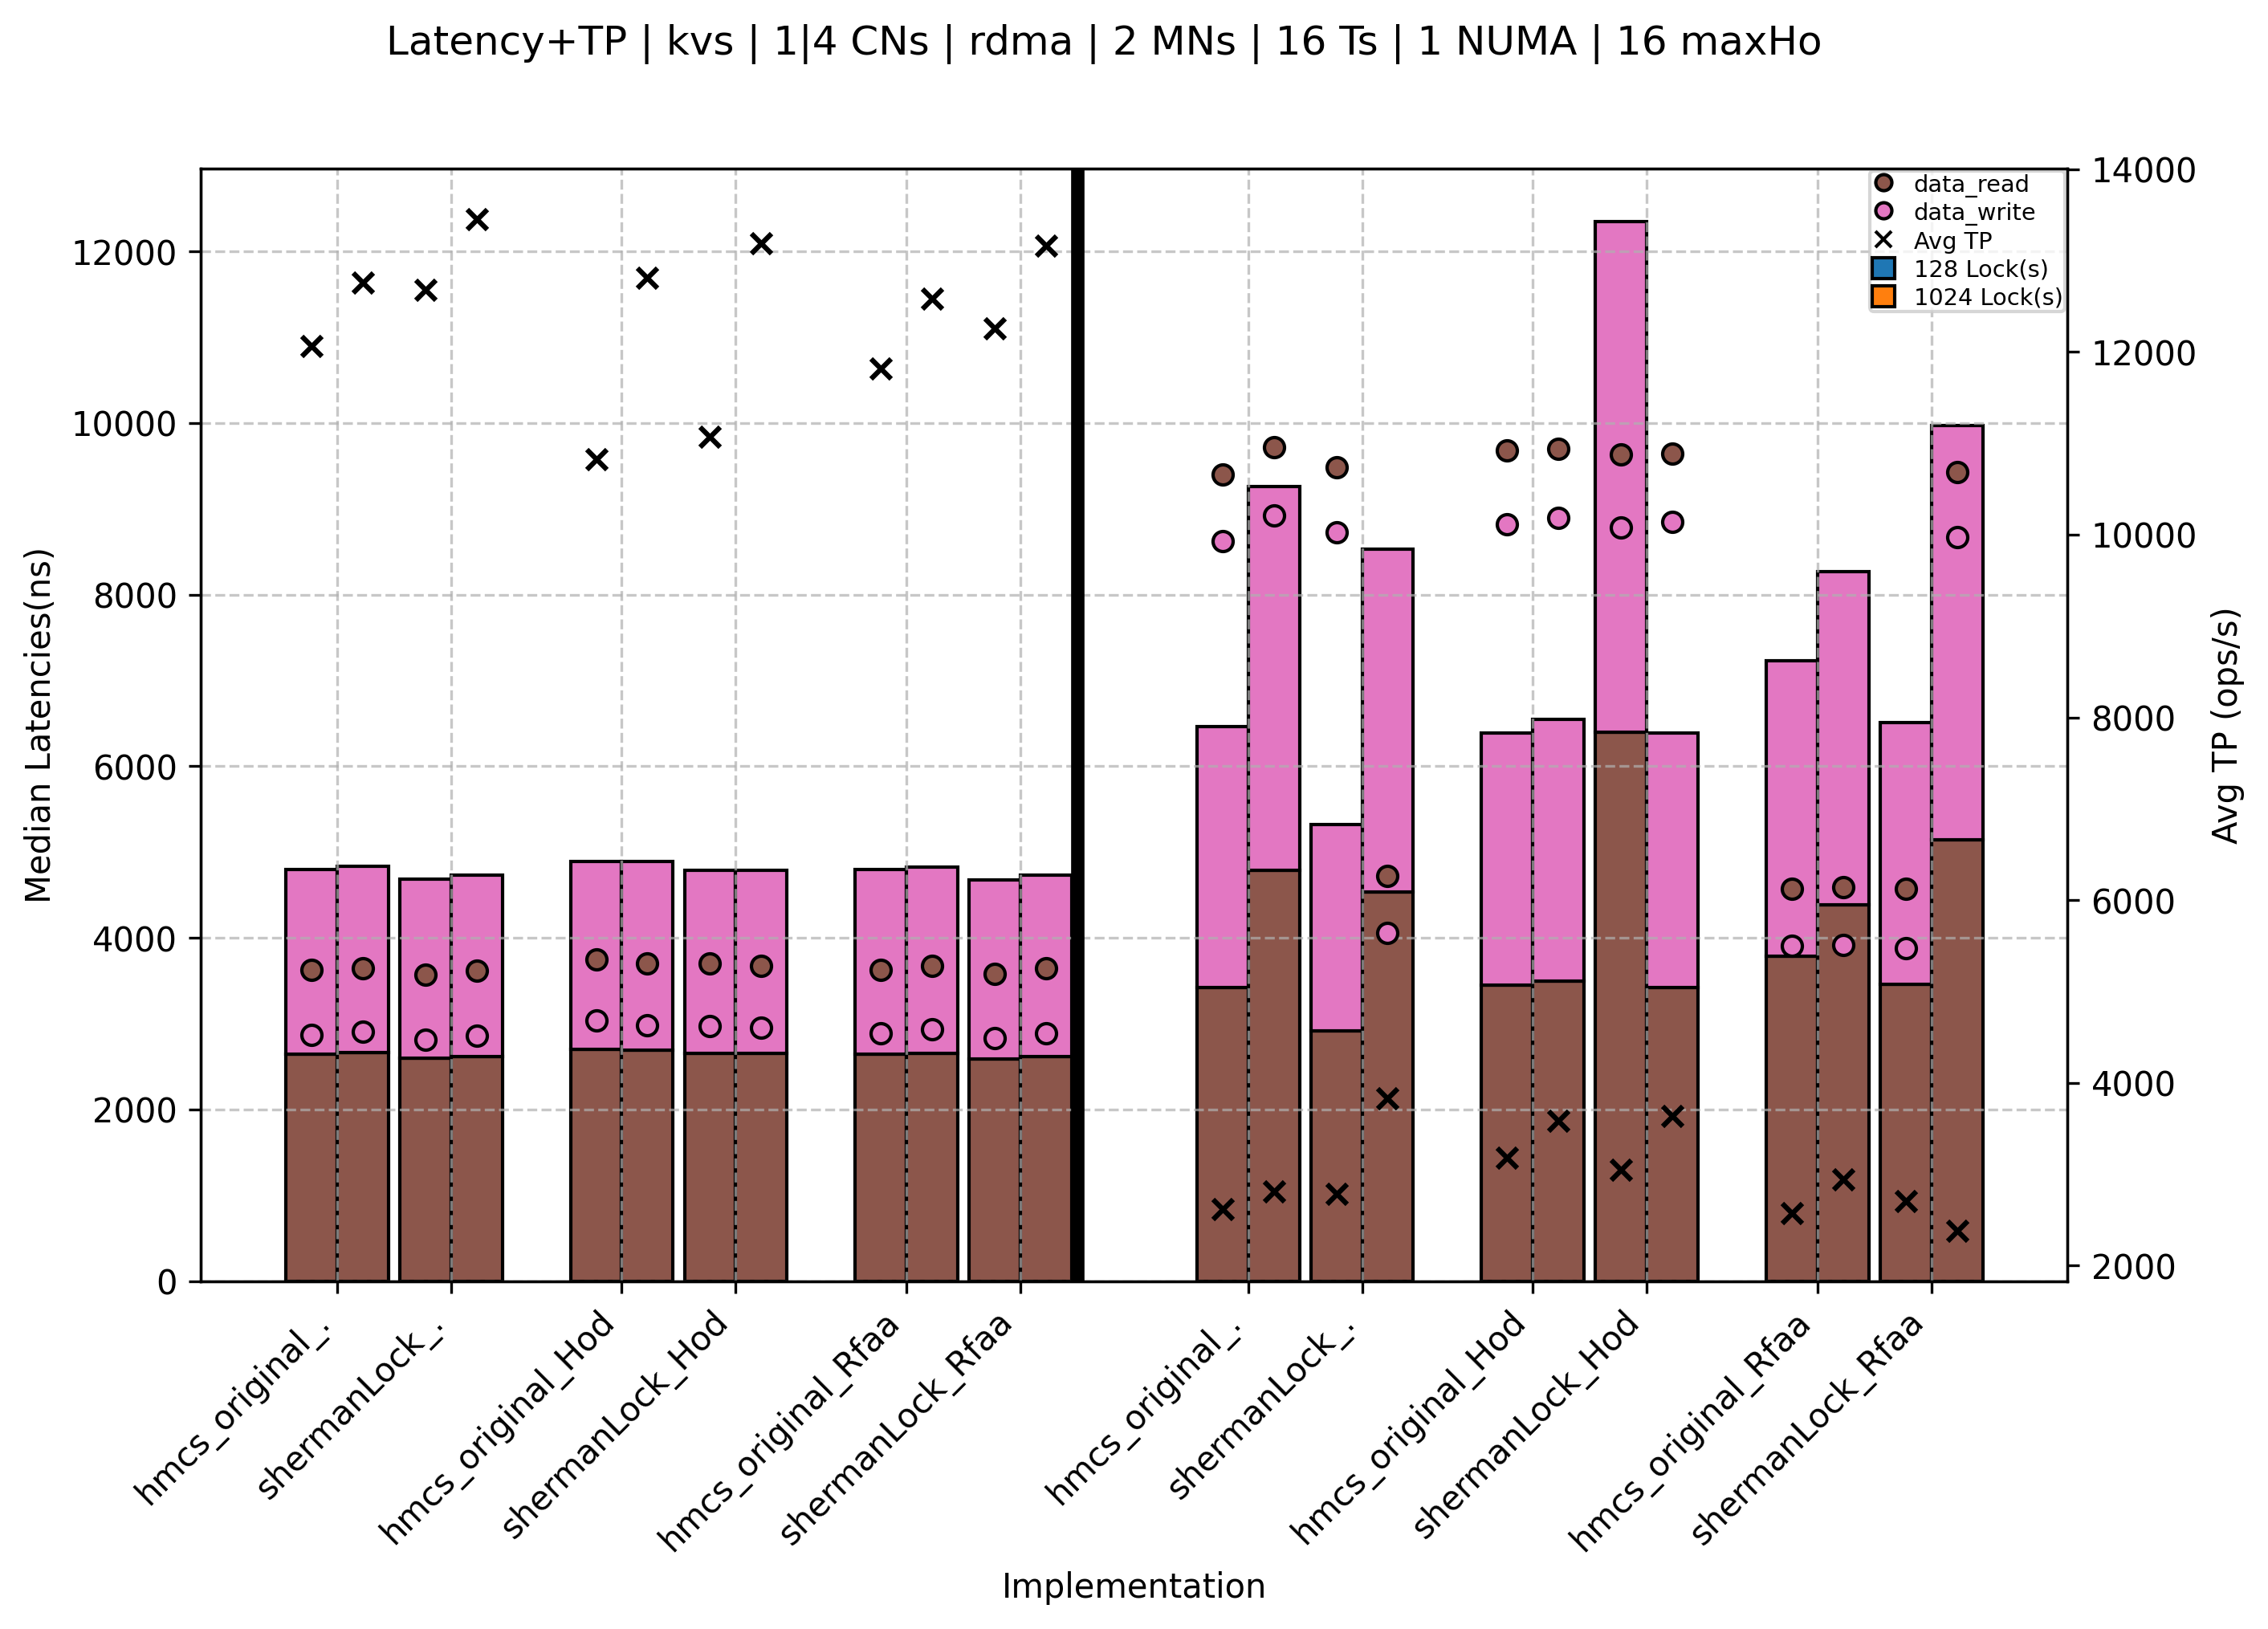 Latency+TP | kvs | 1|4 CNs | rdma | 2 MNs | 16 Ts | 1 NUMA | 16 maxHo
Median Latencies(ns)
12000
10000
8000
6000
4000
2000
0
14000
12000
10000
8000
6000
4000
2000
Avg TP (ops/s)
data_read
data_write
Avg TP
128 Lock(s)
1024 Lock(s)
hmcs_original_.
shermanLock_.
hmcs_original_Hod
shermanLock_Hod
hmcs_original_Rfaa
shermanLock_Rfaa
hmcs_original_.
shermanLock_.
hmcs_original_Hod
shermanLock_Hod
hmcs_original_Rfaa
shermanLock_Rfaa
Implementation